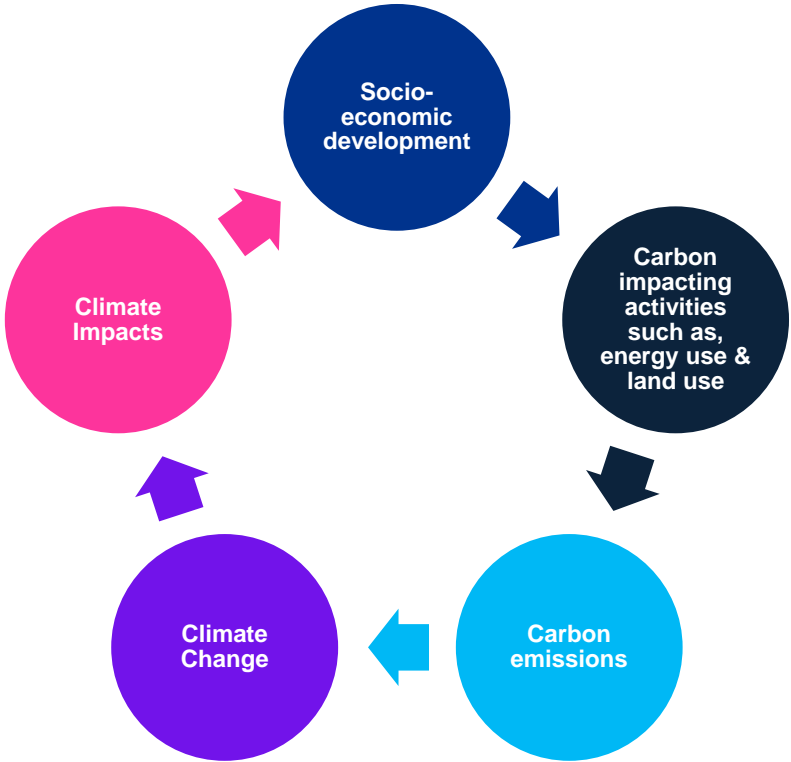 Socio-
economic
development
Carbon
impacting
activities
such as,
energy use &
land use
Carbon
emissions
Climate
Change
Climate
Impacts